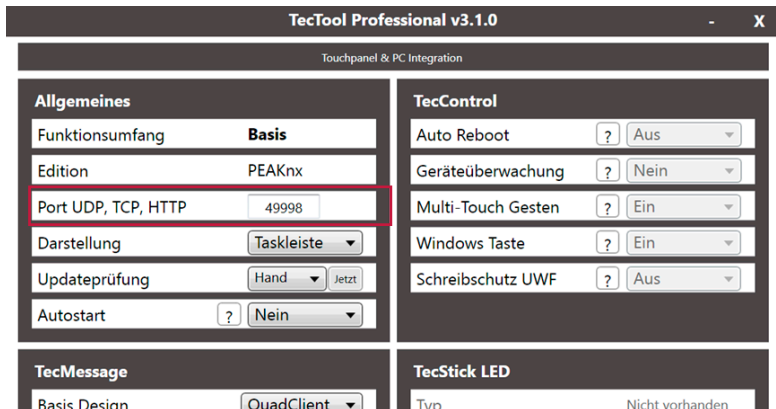 TecTool Professional v3.1.0 - X
Touchpanel & PC Integration
Allgemeines
Funktionsumfang Basis
Edition PEAKnx
Port UDP, TCP, HTTP 49998
Darstellung Taskleiste
Updateprüfung Hand Jetzt
Autostart ? Nein
TecControl
Auto Reboot ? Aus
Geräteüberwachung ? Nein
Multi-Touch Gesten ? Ein
Windows Taste ? Ein
Schreibschutz UWF ? Aus
TecMessage
Basis Design QuadClient
TecStick LED
Typ Nicht vorhanden